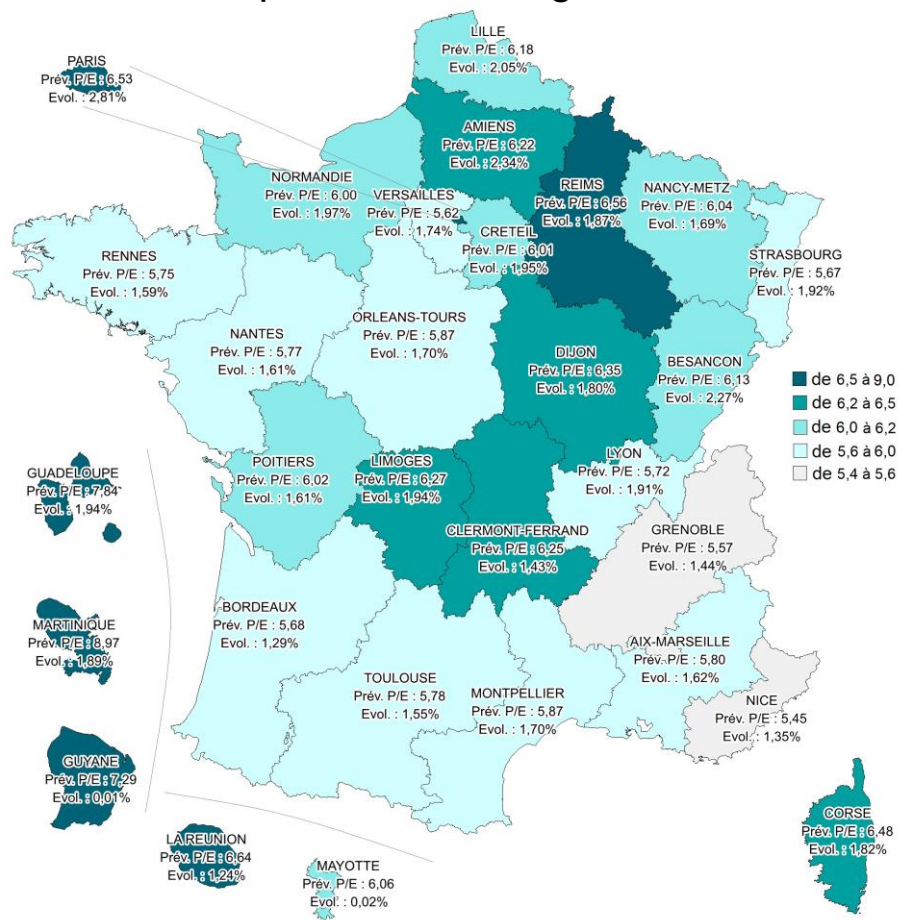 LILLE
Prév. P/E : 6,18
Evol. : 2,05%
PARIS
Prév. P/E : 6,53
Evol. : 2,81%
AMIENS
Prév. P/E : 6,22
Evol. : 2,34%
NORMANDIE
Prév. P/E : 6,00
Evol. : 1,97%
VERSAILLES
Prév. P/E : 5,62
Evol. : 1,74%
CRETEIL
Prév. P/E : 6,01
Evol. : 1,95%
REIMS
Prév. P/E : 6,56
Evol. : 1,87%
NANCY-METZ
Prév. P/E : 6,04
Evol. : 1,69%
STRASBOURG
Prév. P/E : 5,67
Evol. : 1,92%
RENNES
Prév. P/E : 5,75
Evol. : 1,59%
NANTES
Prév. P/E : 5,77
Evol. : 1,61%
ORLEANS-TOURS
Prév. P/E : 5,87
Evol. : 1,70%
DIJON
Prév. P/E : 6,35
Evol. : 1,80%
BESANCON
Prév. P/E : 6,13
Evol. : 2,27%
de 6,5 à 9,0
de 6,2 à 6,5
de 6,0 à 6,2
de 5,6 à 6,0
de 5,4 à 5,6
POITIERS
Prév. P/E : 6,02
Evol. : 1,61%
LIMOGES
Prév. P/E : 6,27
Evol. : 1,94%
CLERMONT-FERRAND
Prév. P/E : 6,25
Evol. : 1,43%
LYON
Prév. P/E : 5,72
Evol. : 1,91%
GRENOBLE
Prév. P/E : 5,57
Evol. : 1,44%
GUADELOUPE
Prév. P/E : 7,84
Evol. : 1,94%
MARTINIQUE
Prév. P/E : 8,97
Evol. : 1,89%
BORDEAUX
Prév. P/E : 5,68
Evol. : 1,29%
TOULOUSE
Prév. P/E : 5,78
Evol. : 1,55%
MONTPELLIER
Prév. P/E : 5,87
Evol. : 1,70%
AIX-MARSEILLE
Prév. P/E : 5,80
Evol. : 1,62%
NICE
Prév. P/E : 5,45
Evol. : 1,35%
GUYANE
Prév. P/E : 7,29
Evol. : 0,01%
LA REUNION
Prév. P/E : 6,64
Evol. : 1,24%
MAYOTTE
Prév. P/E : 6,06
Evol. : 0,02%
CORSE
Prév. P/E : 6,48
Evol. : 1,82%